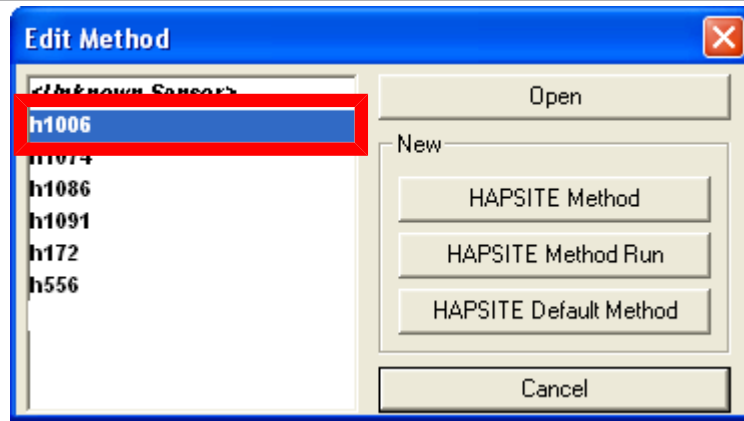 Edit Method
<Unknown Sensor>
h1006
h1074
h1086
h1091
h172
h556
Open
New
HAPSITE Method
HAPSITE Method Run
HAPSITE Default Method
Cancel